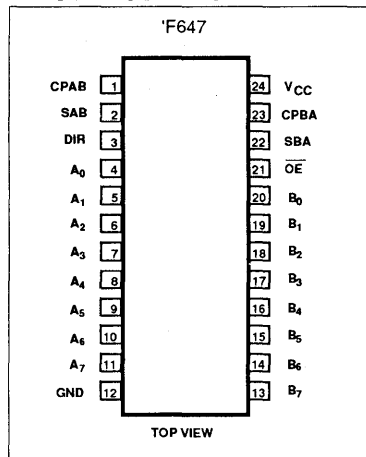 'F647
CPAB 1 24 VCC
SAB 2 23 CPBA
DIR 3 22 SBA
A0 4 21 OE
A1 5 20 B0
A2 6 19 B1
A3 7 18 B2
A4 8 17 B3
A5 9 16 B4
A6 10 15 B5
A7 11 14 B6
GND 12 13 B7
TOP VIEW